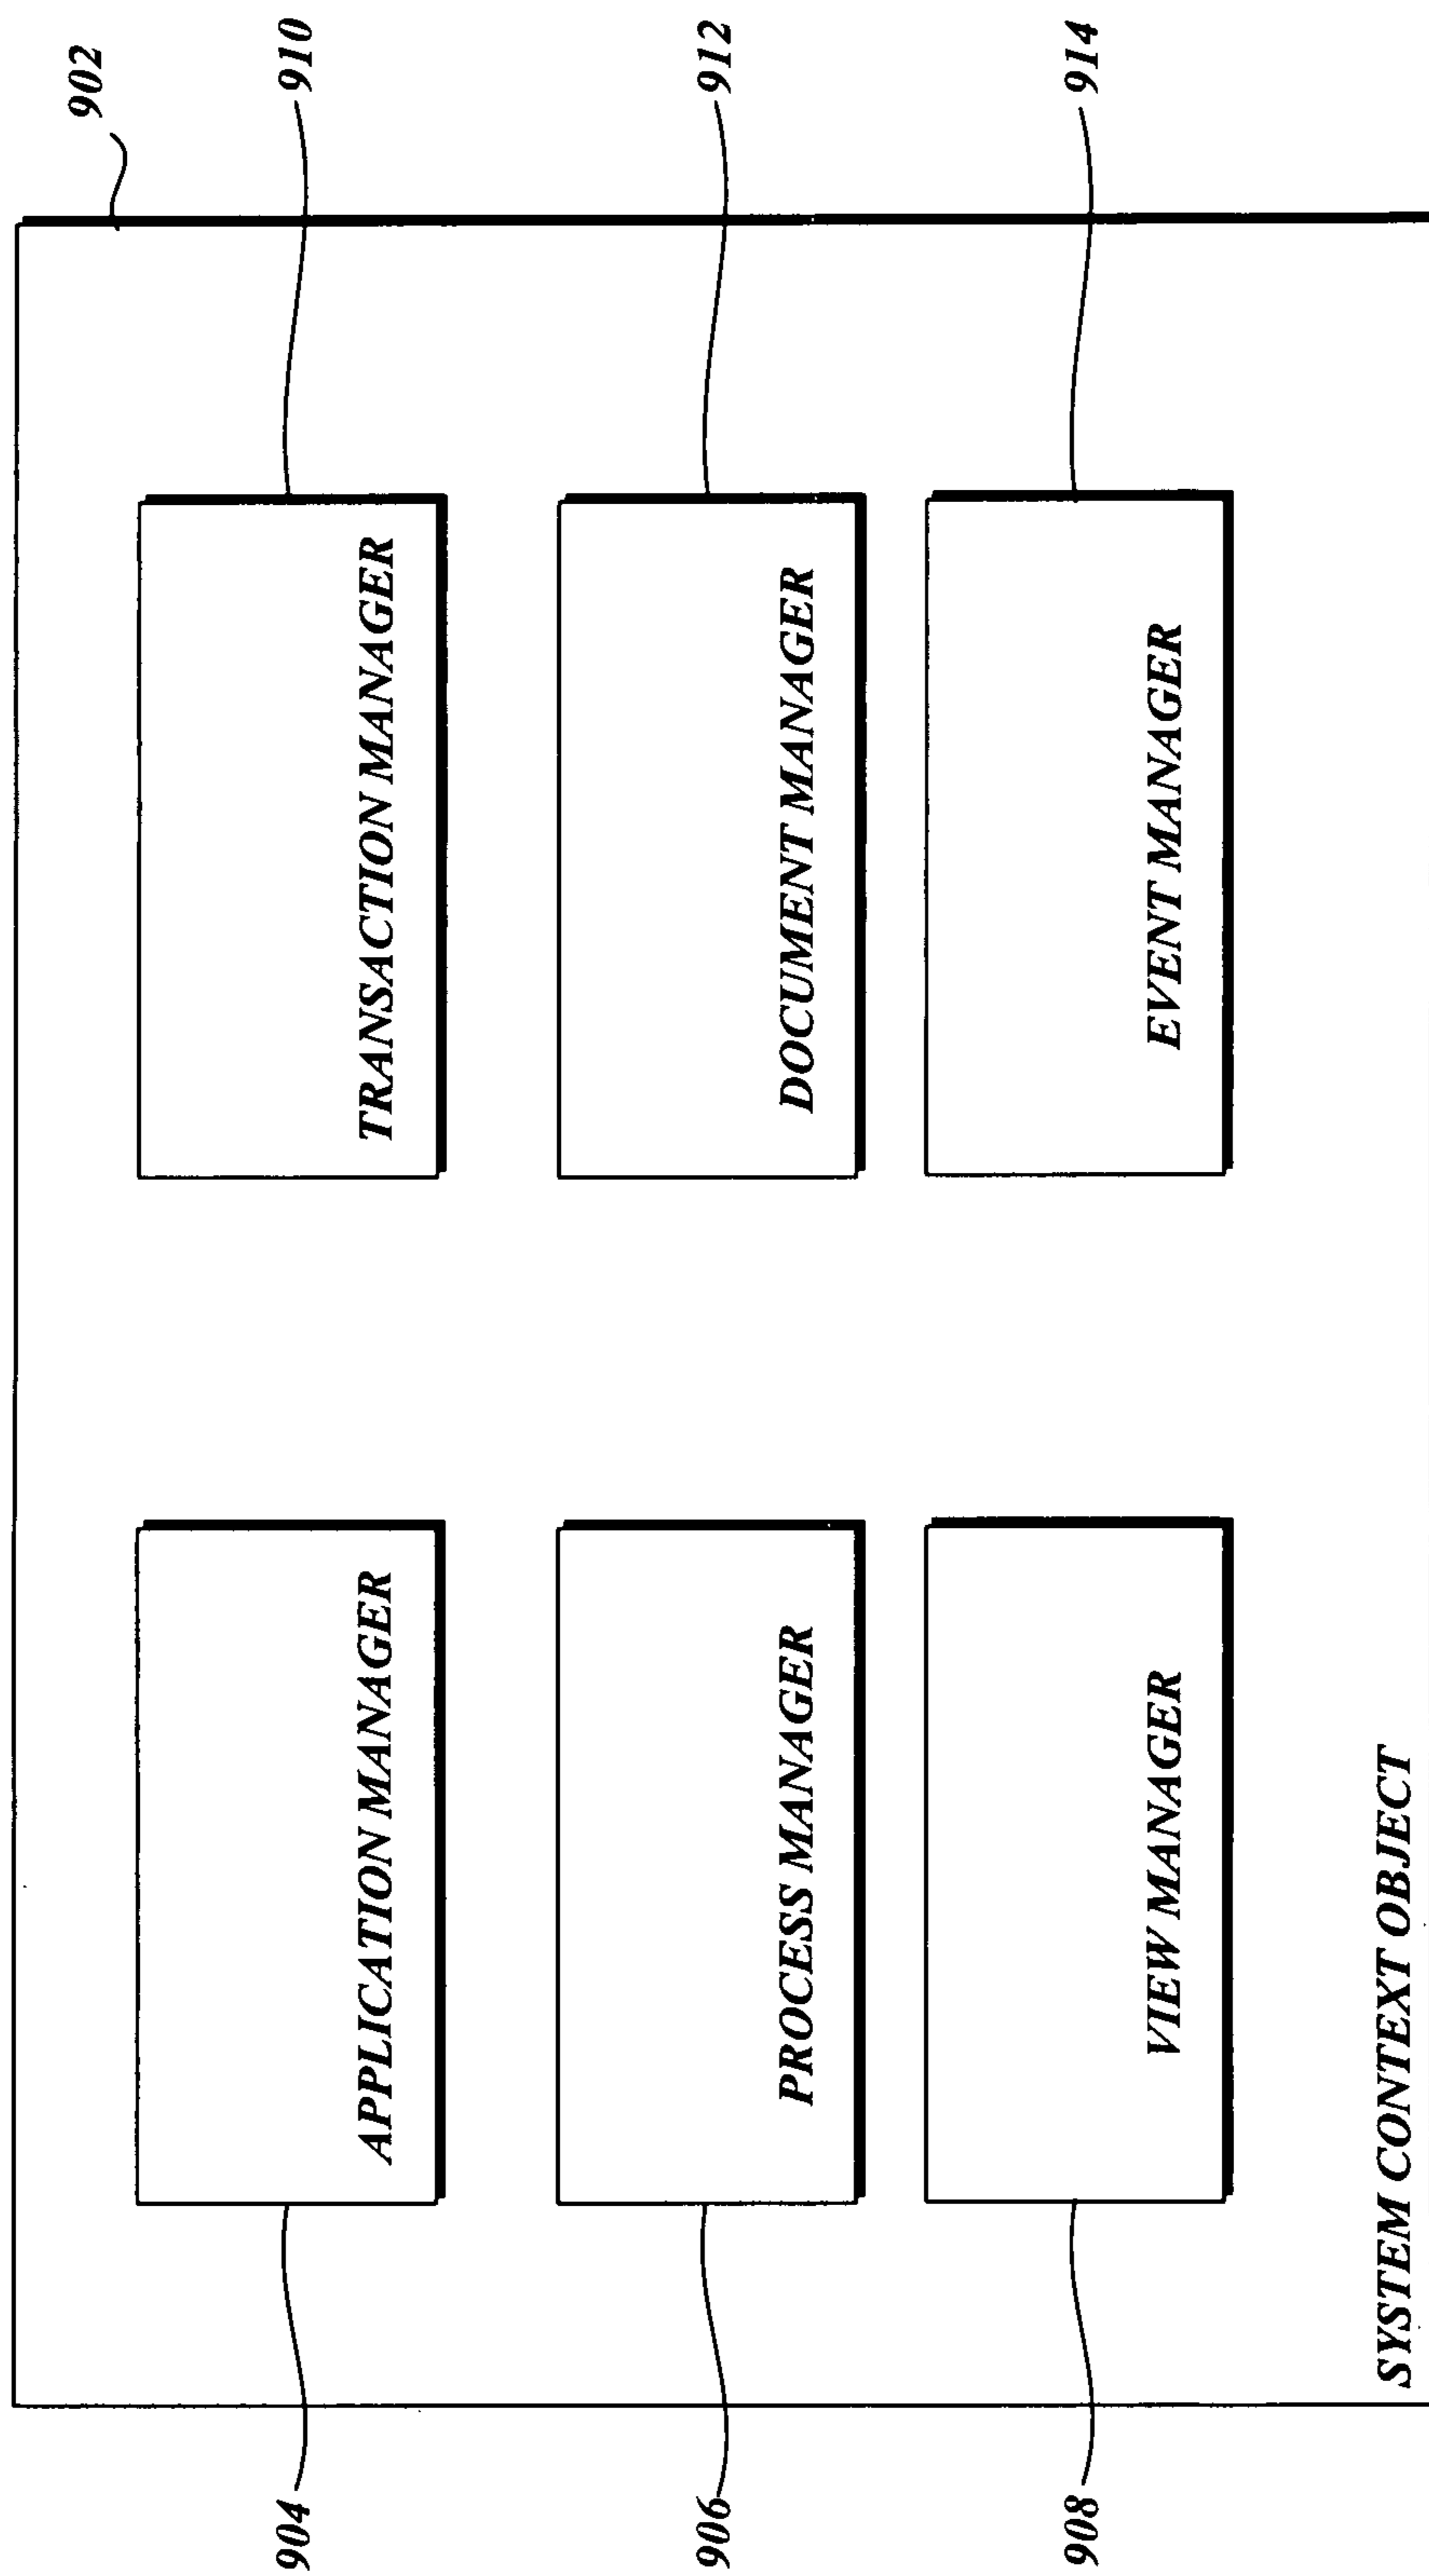 902
APPLICATION MANAGER
TRANSACTION MANAGER
904
910
PROCESS MANAGER
DOCUMENT MANAGER
906
912
VIEW MANAGER
EVENT MANAGER
908
914
SYSTEM CONTEXT OBJECT